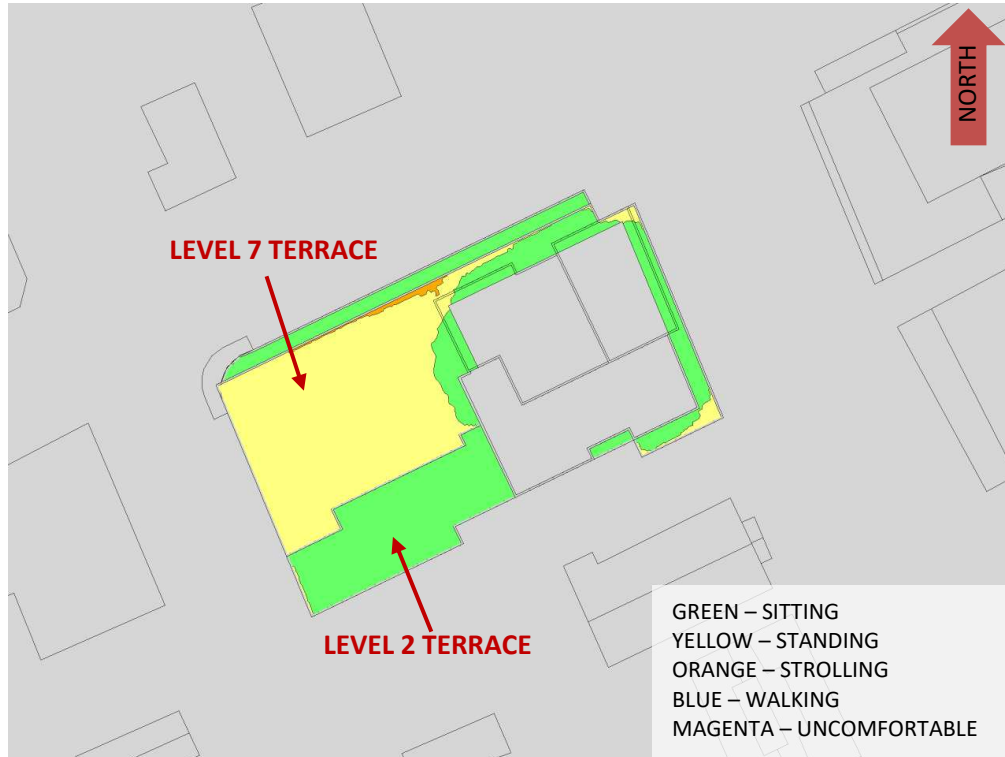 NORTH
LEVEL 7 TERRACE
LEVEL 2 TERRACE
GREEN – SITTING
YELLOW – STANDING
ORANGE – STROLLING
BLUE – WALKING
MAGENTA – UNCOMFORTABLE